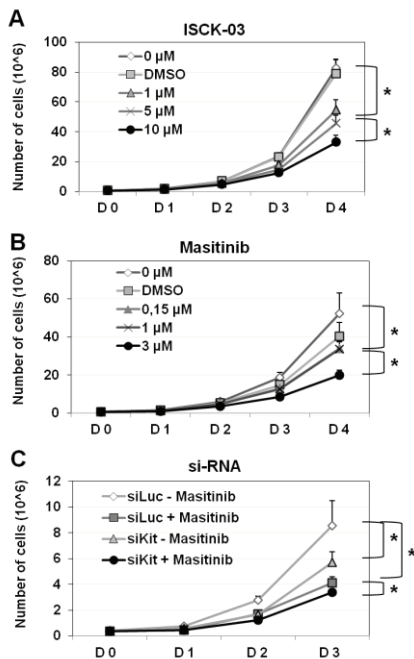 A
ISCK-03
Number of cells (10^6)
100
80
60
40
20
0
0 µM
DMSO
1 µM
5 µM
10 µM
*
*
D 0 D 1 D 2 D 3 D 4
B
Masitinib
Number of cells (10^6)
80
60
40
20
0
0 µM
DMSO
0,15 µM
1 µM
3 µM
*
*
D 0 D 1 D 2 D 3 D 4
C
si-RNA
Number of cells (10^6)
12
10
8
6
4
2
0
siLuc - Masitinib
siLuc + Masitinib
siKit - Masitinib
siKit + Masitinib
*
*
*
D 0 D 1 D 2 D 3